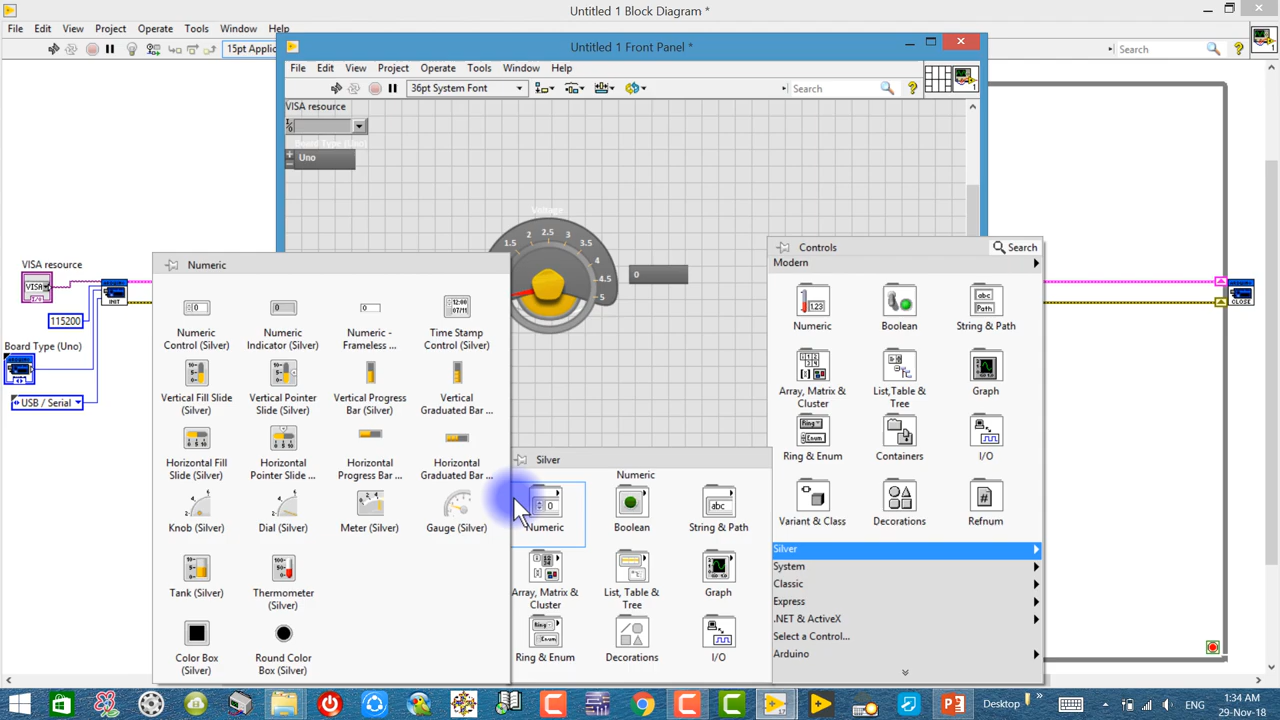 Untitled 1 Block Diagram *
File Edit View Project Operate Tools Window Help
15pt Applic
Search
Untitled 1 Front Panel *
File Edit View Project Operate Tools Window Help
36pt System Font
Search
VISA resource
Board Type (Uno)
Uno
Voltage
1.5 2 2.5 3 3.5 4 4.5 5
0
VISA resource
VISA
I/O
INIT
115200
Board Type (Uno)
USB / Serial
CLOSE
Numeric
Numeric Control (Silver)
Numeric Indicator (Silver)
Numeric - Frameless ...
Time Stamp Control (Silver)
Vertical Fill Slide (Silver)
Vertical Pointer Slide (Silver)
Vertical Progress Bar (Silver)
Vertical Graduated Bar ...
Horizontal Fill Slide (Silver)
Horizontal Pointer Slide ...
Horizontal Progress Bar ...
Horizontal Graduated Bar ...
Knob (Silver)
Dial (Silver)
Meter (Silver)
Gauge (Silver)
Tank (Silver)
Thermometer (Silver)
Color Box (Silver)
Round Color Box (Silver)
Silver
Numeric
Numeric
Boolean
String & Path
Array, Matrix & Cluster
List, Table & Tree
Graph
Ring & Enum
Decorations
I/O
Controls
Search
Modern
Numeric
Boolean
String & Path
Array, Matrix & Cluster
List, Table & Tree
Graph
Ring & Enum
Containers
I/O
Variant & Class
Decorations
Refnum
Silver
System
Classic
Express
.NET & ActiveX
Select a Control...
Arduino
Desktop
1:34 AM
29-Nov-18